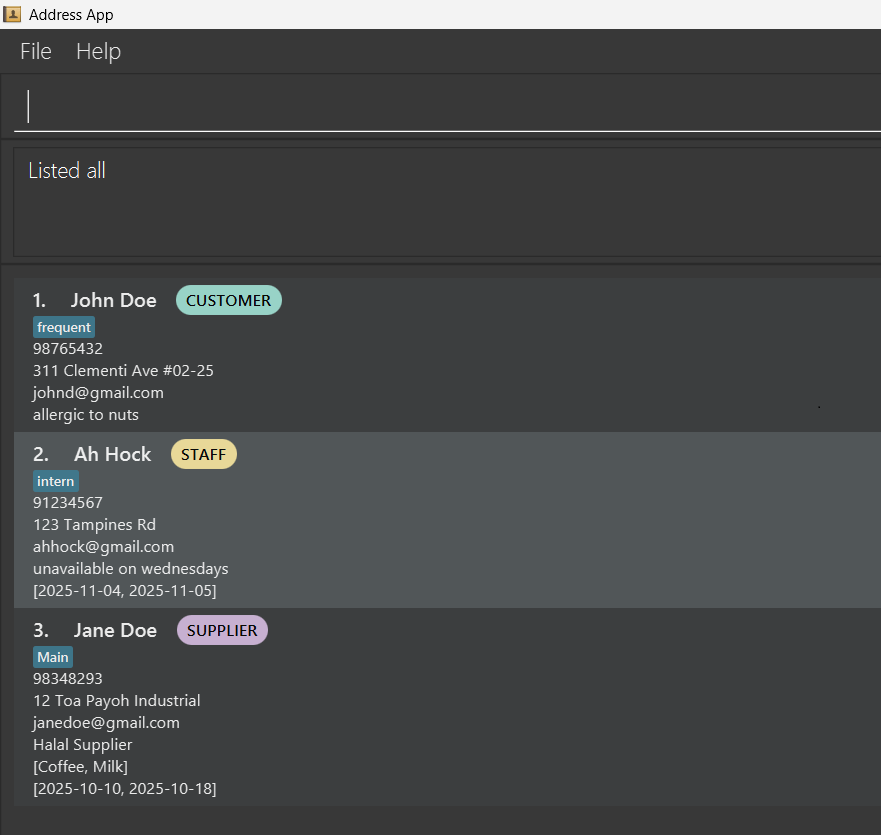 Address App
File Help
Listed all
1. John Doe CUSTOMER
frequent
98765432
311 Clementi Ave #02-25
johnd@gmail.com
allergic to nuts
2. Ah Hock STAFF
intern
91234567
123 Tampines Rd
ahhock@gmail.com
unavailable on wednesdays
[2025-11-04, 2025-11-05]
3. Jane Doe SUPPLIER
Main
98348293
12 Toa Payoh Industrial
janedoe@gmail.com
Halal Supplier
[Coffee, Milk]
[2025-10-10, 2025-10-18]